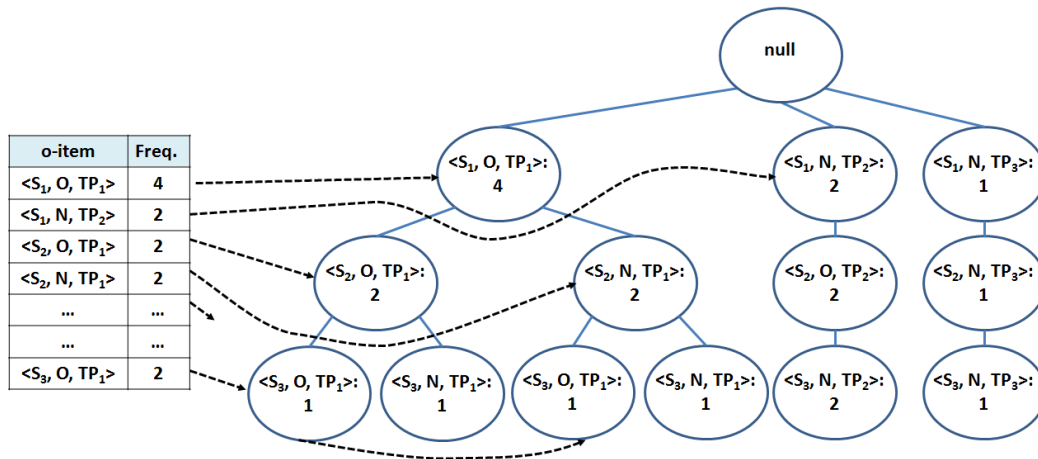 null
o-item Freq.
<S₁, O, TP₁> 4
<S₁, N, TP₂> 2
<S₂, O, TP₁> 2
<S₂, N, TP₁> 2
... ...
... ...
<S₃, O, TP₁> 2
<S₁, O, TP₁>:
4
<S₁, N, TP₂>:
2
<S₁, N, TP₃>:
1
<S₂, O, TP₁>:
2
<S₂, N, TP₁>:
2
<S₂, O, TP₂>:
2
<S₂, N, TP₃>:
1
<S₃, O, TP₁>:
1
<S₃, N, TP₁>:
1
<S₃, O, TP₁>:
1
<S₃, N, TP₁>:
1
<S₃, N, TP₂>:
2
<S₃, N, TP₃>:
1